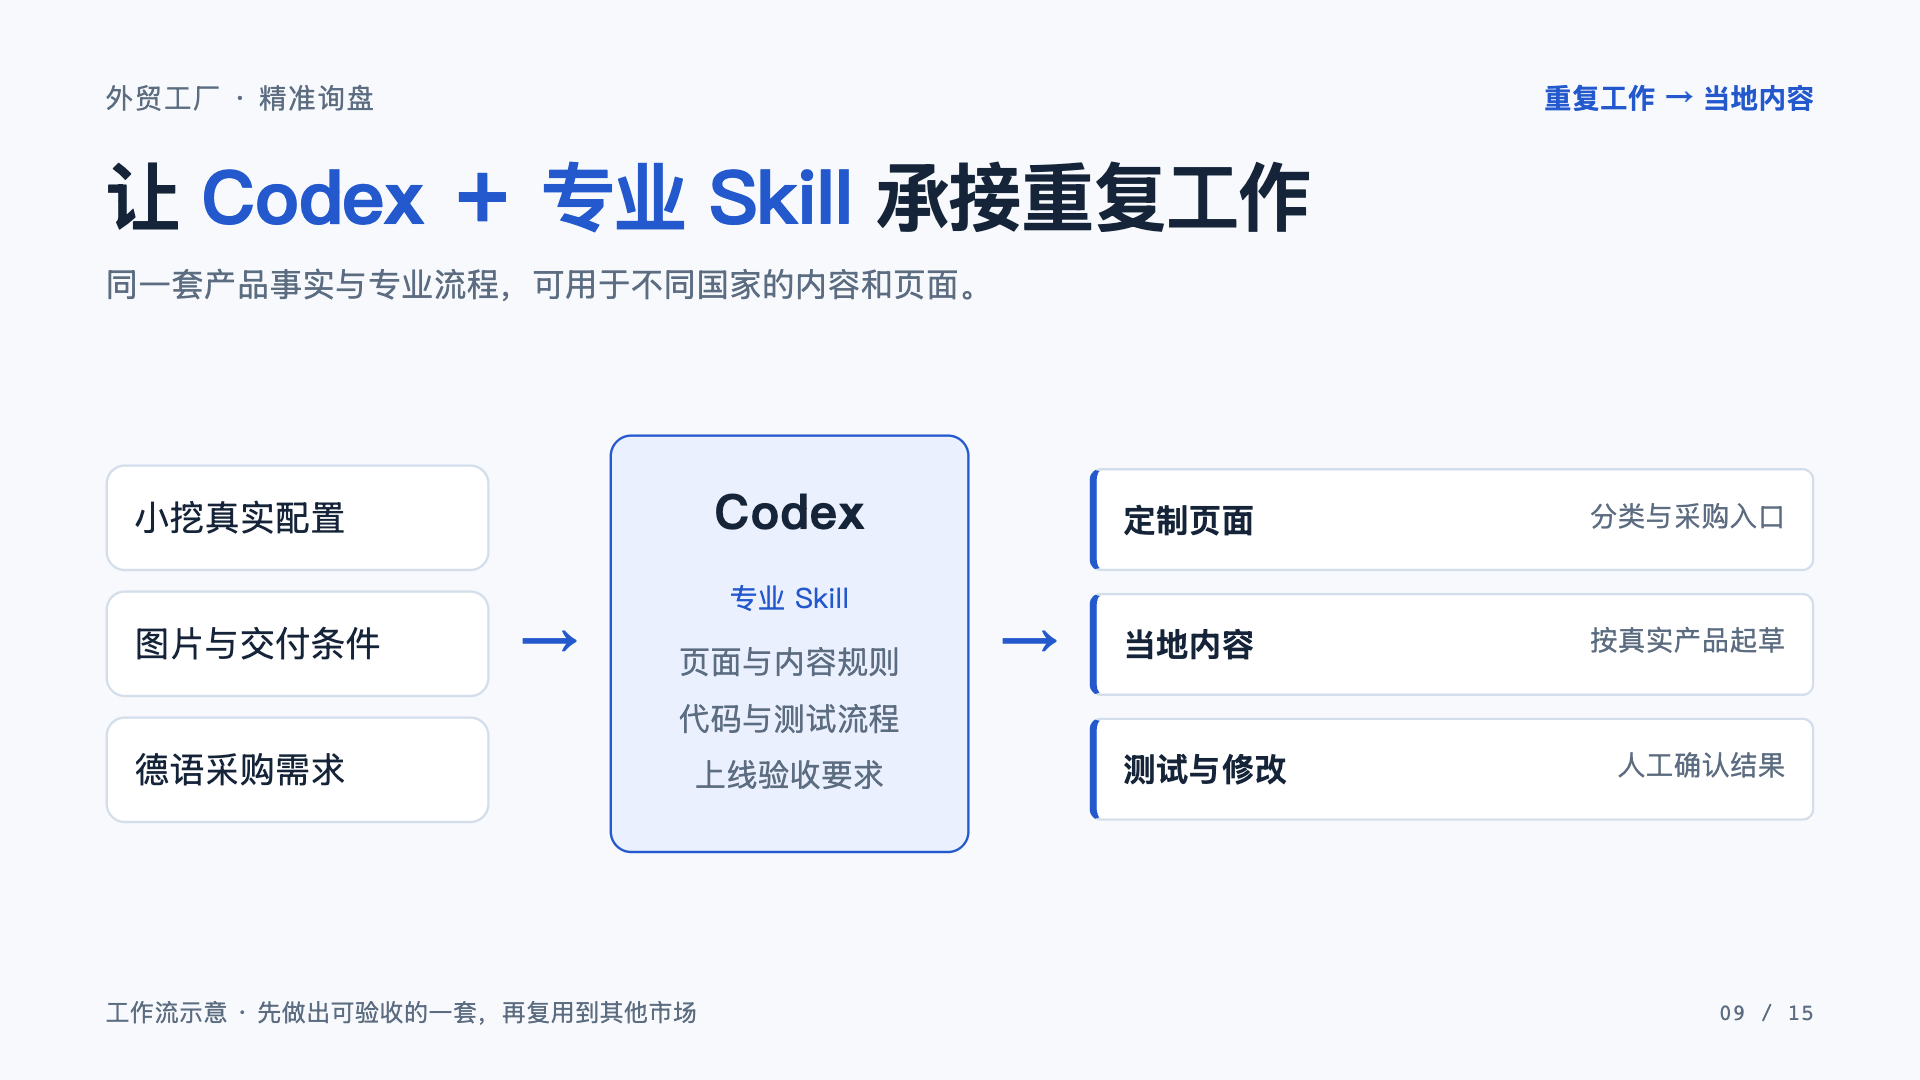 外贸工厂 · 精准询盘
重复工作 → 当地内容
让 Codex + 专业 Skill 承接重复工作
同一套产品事实与专业流程，可用于不同国家的内容和页面。
小挖真实配置
图片与交付条件
德语采购需求
→
Codex
专业 Skill
页面与内容规则
代码与测试流程
上线验收要求
→
定制页面 分类与采购入口
当地内容 按真实产品起草
测试与修改 人工确认结果
工作流示意 · 先做出可验收的一套，再复用到其他市场
09 / 15